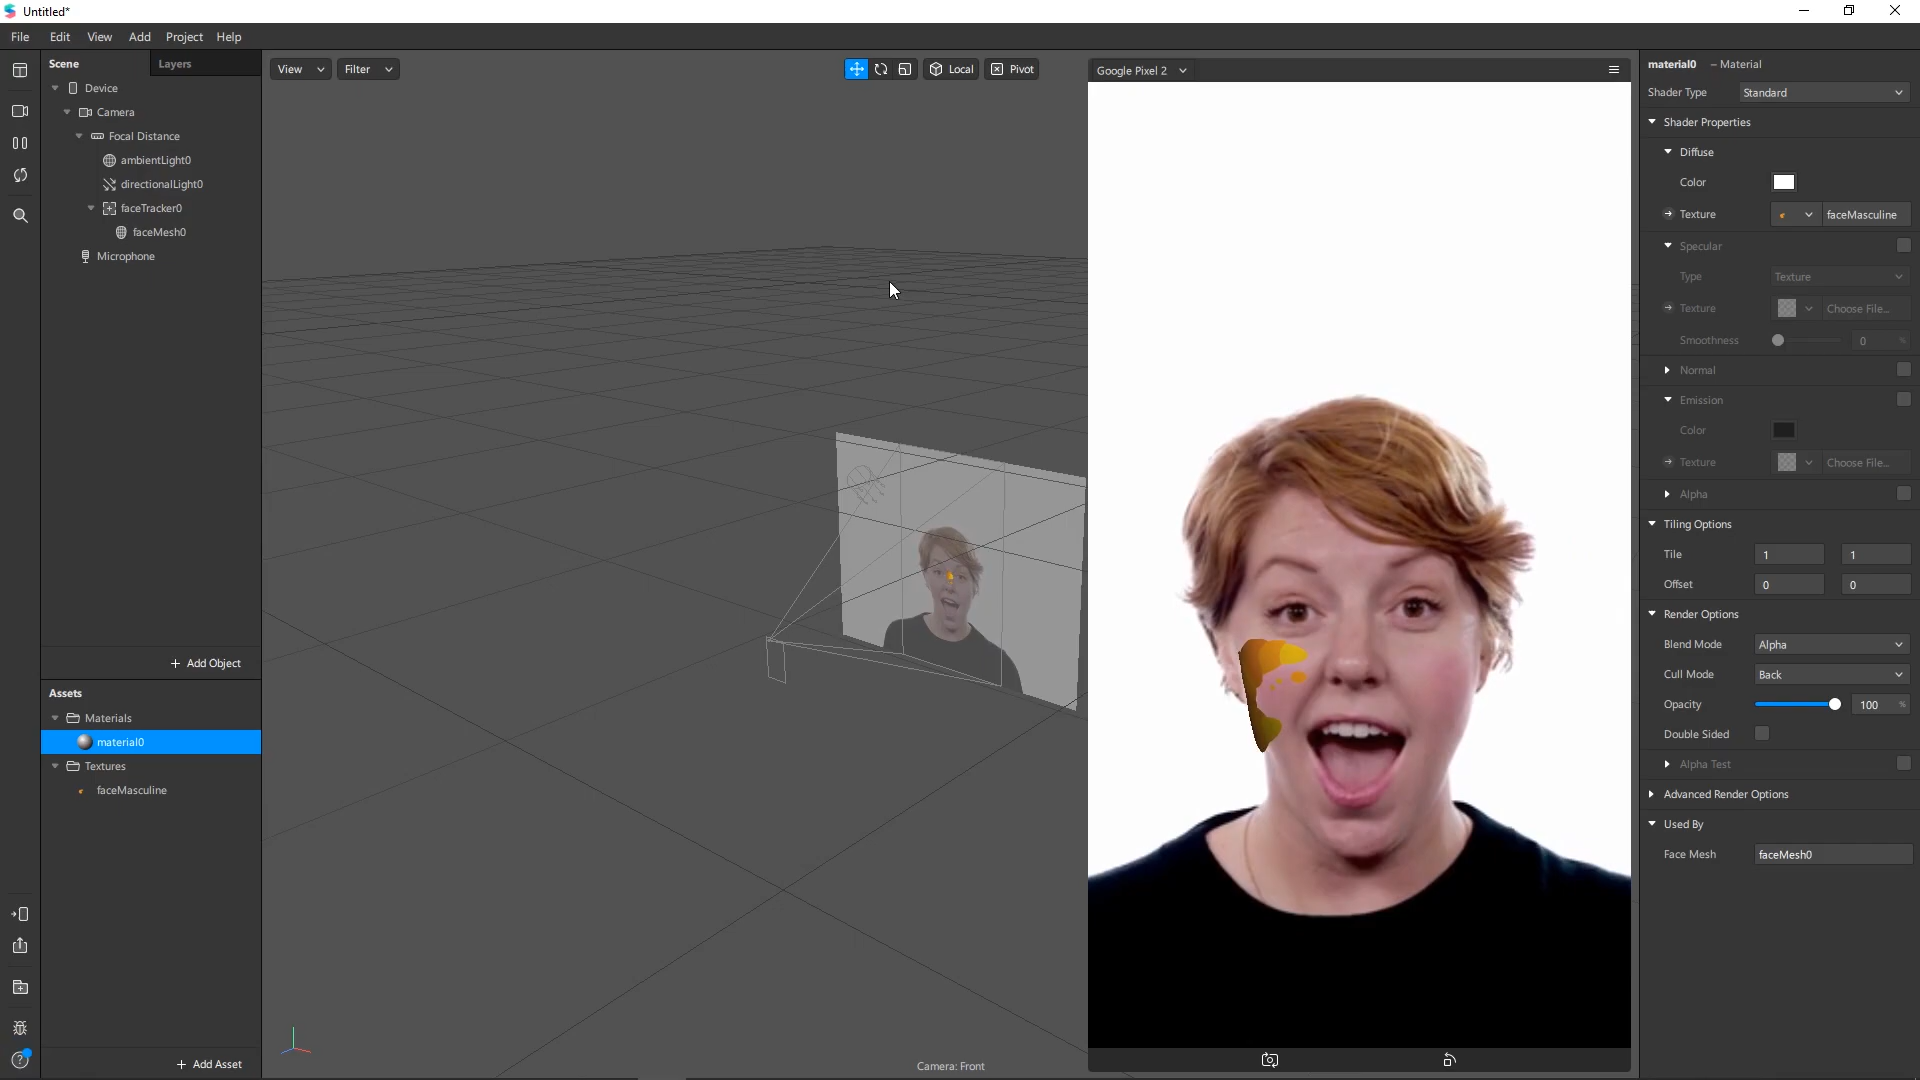 Untitled*
File Edit View Add Project Help
Scene
Layers
Device
Camera
Focal Distance
ambientLight0
directionalLight0
faceTracker0
faceMesh0
Microphone
+ Add Object
Assets
Materials
material0
Textures
faceMasculine
+ Add Asset
View
Filter
Local
Pivot
Camera: Front
Google Pixel 2
material0 – Material
Shader Type Standard
Shader Properties
Diffuse
Color
Texture faceMasculine
Specular
Type Texture
Texture Choose File...
Smoothness 0 %
Normal
Emission
Color
Texture Choose File...
Alpha
Tiling Options
Tile 1 1
Offset 0 0
Render Options
Blend Mode Alpha
Cull Mode Back
Opacity 100 %
Double Sided
Alpha Test
Advanced Render Options
Used By
Face Mesh faceMesh0